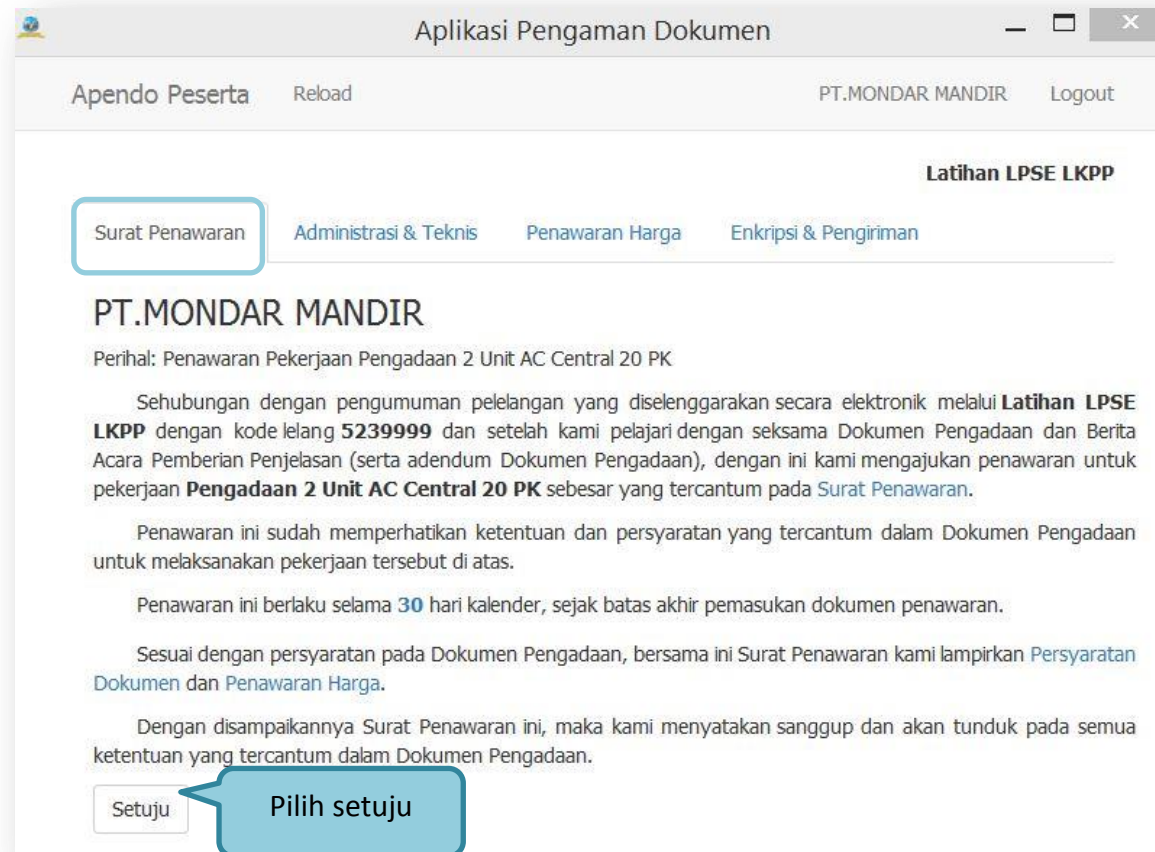 Aplikasi Pengaman Dokumen
Apendo Peserta Reload PT.MONDAR MANDIR Logout
Latihan LPSE LKPP
Surat Penawaran Administrasi & Teknis Penawaran Harga Enkripsi & Pengiriman
PT.MONDAR MANDIR
Perihal: Penawaran Pekerjaan Pengadaan 2 Unit AC Central 20 PK
Sehubungan dengan pengumuman pelelangan yang diselenggarakan secara elektronik melalui Latihan LPSE
LKPP dengan kode lelang 5239999 dan setelah kami pelajari dengan seksama Dokumen Pengadaan dan Berita
Acara Pemberian Penjelasan (serta adendum Dokumen Pengadaan), dengan ini kami mengajukan penawaran untuk
pekerjaan Pengadaan 2 Unit AC Central 20 PK sebesar yang tercantum pada Surat Penawaran.
Penawaran ini sudah memperhatikan ketentuan dan persyaratan yang tercantum dalam Dokumen Pengadaan
untuk melaksanakan pekerjaan tersebut di atas.
Penawaran ini berlaku selama 30 hari kalender, sejak batas akhir pemasukan dokumen penawaran.
Sesuai dengan persyaratan pada Dokumen Pengadaan, bersama ini Surat Penawaran kami lampirkan Persyaratan
Dokumen dan Penawaran Harga.
Dengan disampaikannya Surat Penawaran ini, maka kami menyatakan sanggup dan akan tunduk pada semua
ketentuan yang tercantum dalam Dokumen Pengadaan.
Setuju Pilih setuju